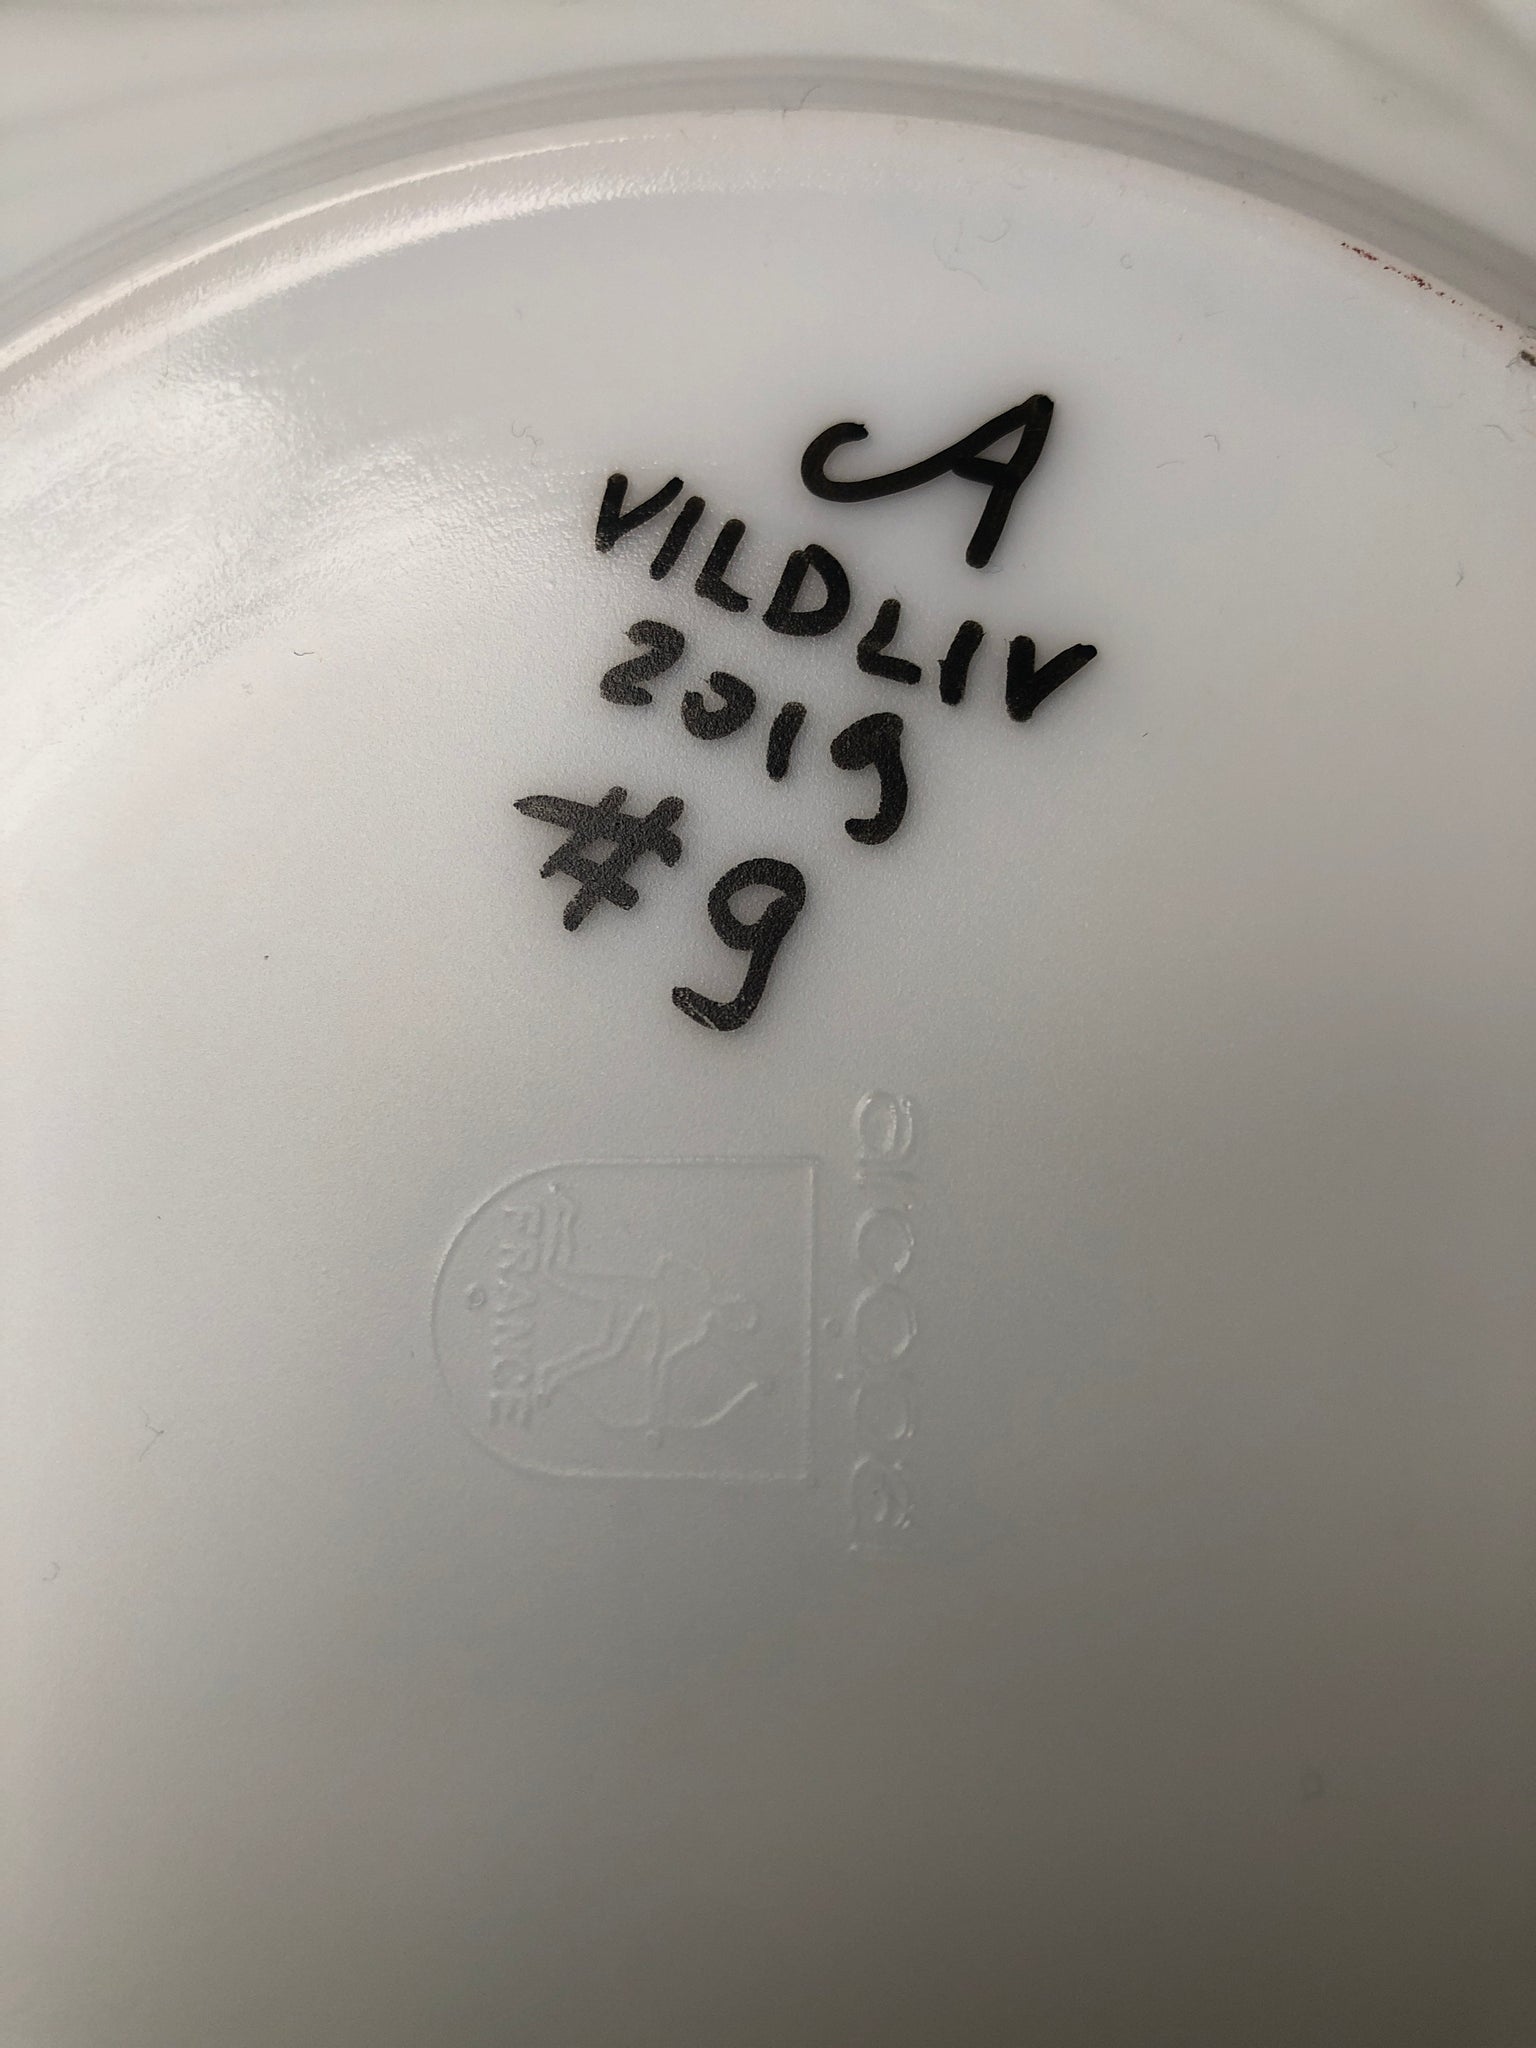 A
VILDLIV
2019
#9
arcopal
FRANCE